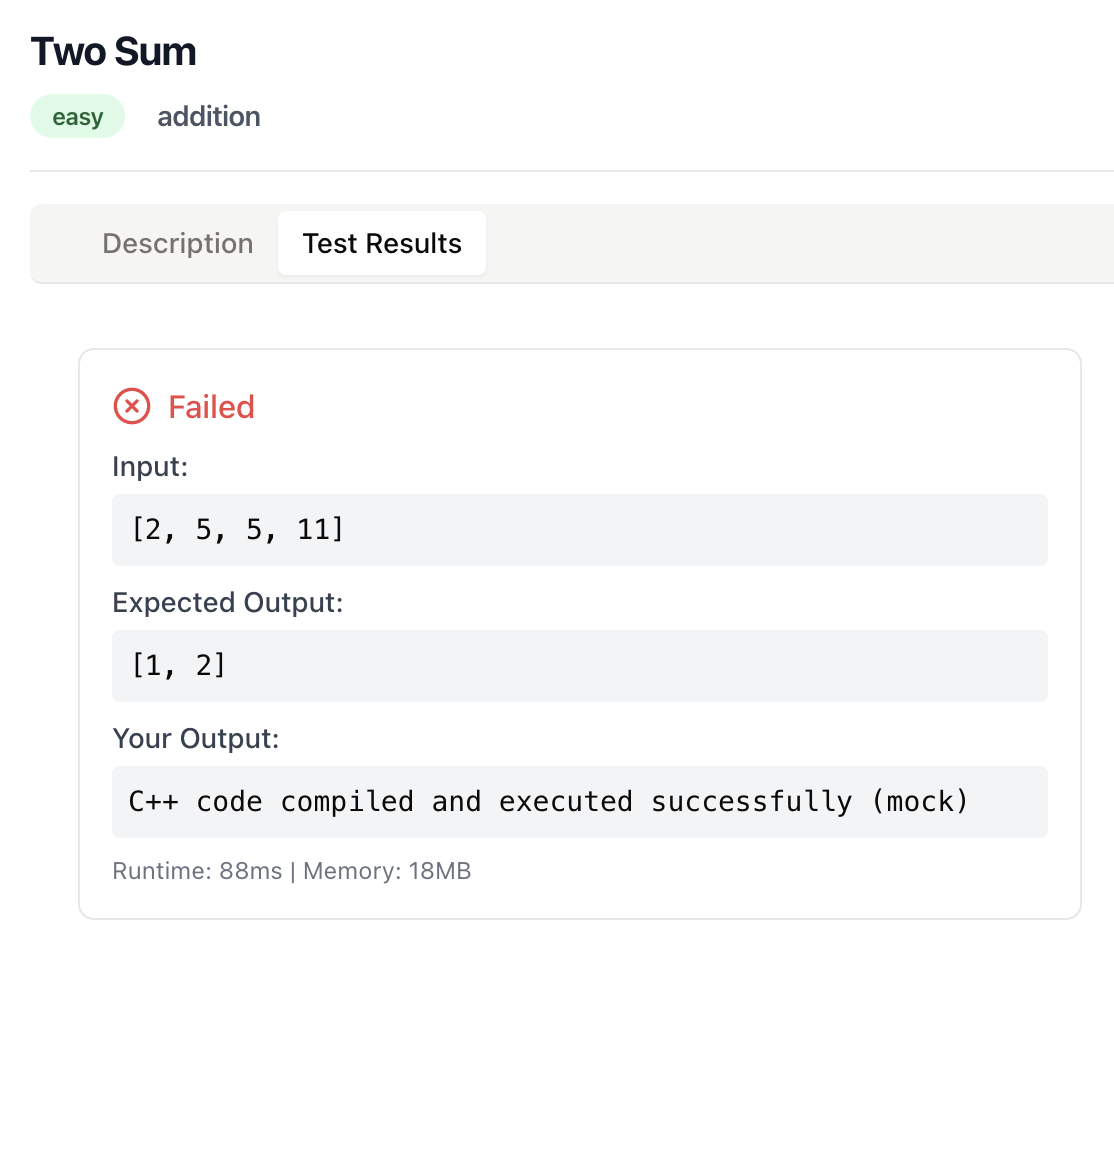 Two Sum
easy addition
Description Test Results
Failed
Input:
[2, 5, 5, 11]
Expected Output:
[1, 2]
Your Output:
C++ code compiled and executed successfully (mock)
Runtime: 88ms | Memory: 18MB